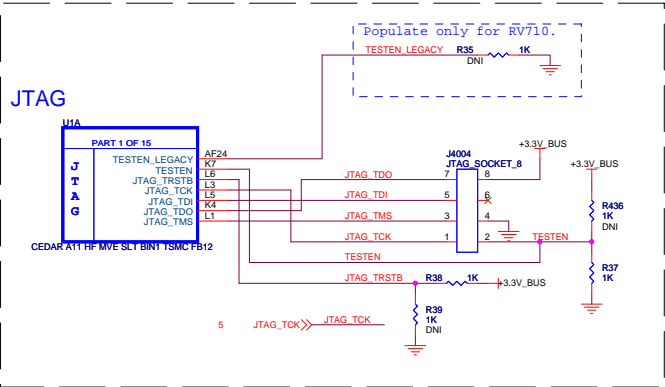 Populate only for RV710.
TESTEN_LEGACY R35 1K
DNI
JTAG
U1A
PART 1 OF 15
JTAG
TESTEN_LEGACY AF24
TESTEN K7
JTAG_TRSTB L6
JTAG_TCK L3
JTAG_TDI L5
JTAG_TDO K4
JTAG_TMS L1
CEDAR A11 HF MVE SLT BIN1 TSMC FB12
J4004
JTAG_SOCKET_8
+3.3V_BUS
+3.3V_BUS
JTAG_TDO 7 8
JTAG_TDI 5 6
JTAG_TMS 3 4
JTAG_TCK 1 2 TESTEN
R436
1K
DNI
TESTEN
JTAG_TRSTB R38 1K +3.3V_BUS
R37
1K
R39
1K
DNI
5 JTAG_TCK JTAG_TCK